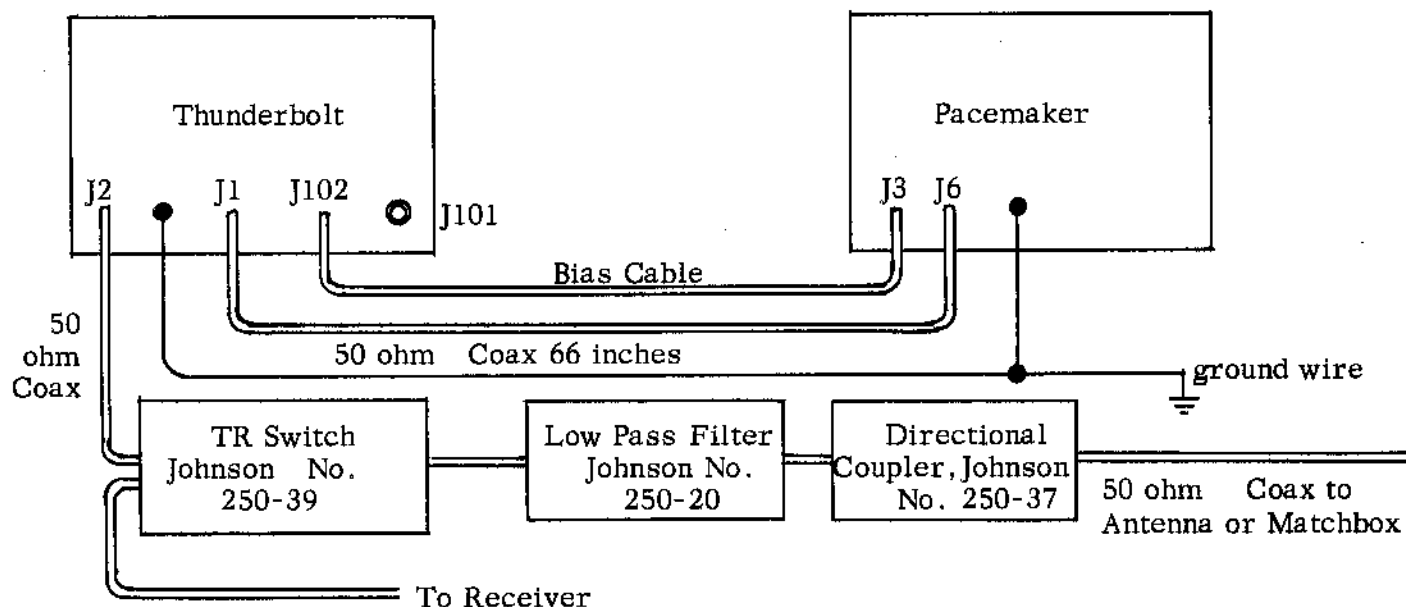 Thunderbolt
Pacemaker
J2
J1
J102
J101
J3
J6
Bias Cable
50
ohm
Coax
50 ohm Coax 66 inches
ground wire
TR Switch
Johnson No.
250-39
Low Pass Filter
Johnson No.
250-20
Directional
Coupler, Johnson
No. 250-37
50 ohm Coax to
Antenna or Matchbox
To Receiver